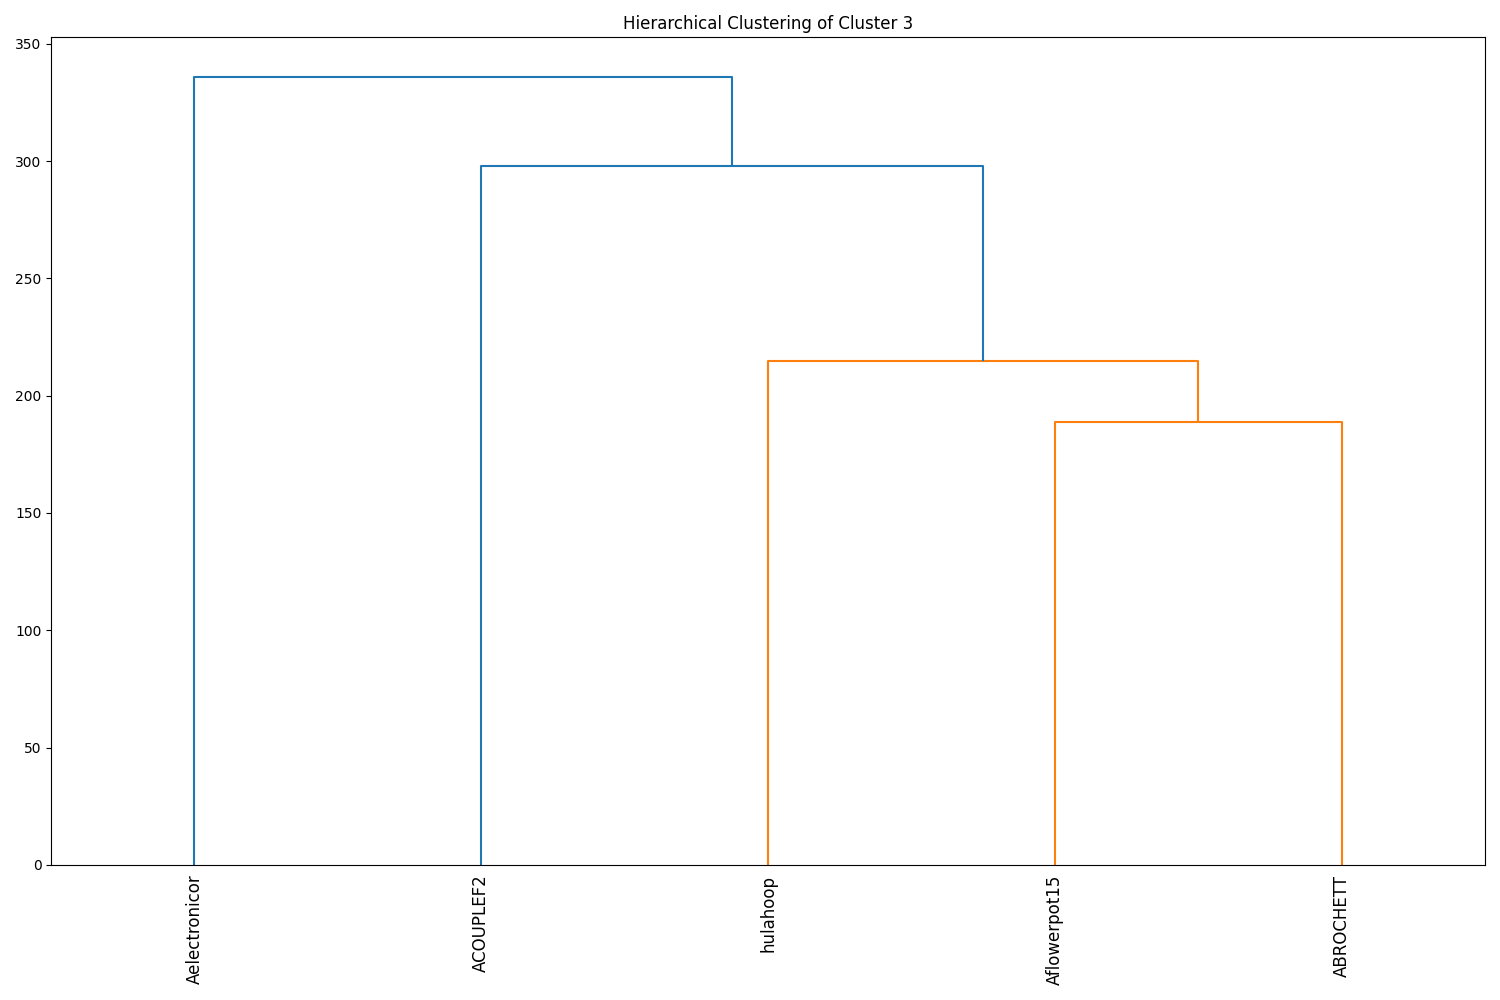 Hierarchical Clustering of Cluster 3
350
300
250
200
150
100
50
0
Aelectronicor
ACOUPLEF2
hulahoop
Aflowerpot15
ABROCHETT